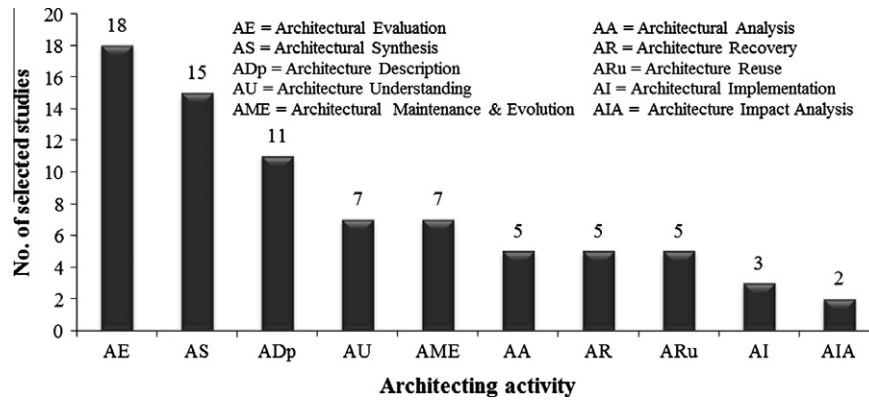 No. of selected studies
20
18
16
14
12
10
8
6
4
2
0
18
15
11
7
7
5
5
5
3
2
AE = Architectural Evaluation
AS = Architectural Synthesis
ADp = Architecture Description
AU = Architecture Understanding
AME = Architectural Maintenance & Evolution
AA = Architectural Analysis
AR = Architecture Recovery
ARu = Architecture Reuse
AI = Architectural Implementation
AIA = Architecture Impact Analysis
AE
AS
ADp
AU
AME
AA
AR
ARu
AI
AIA
Architecting activity